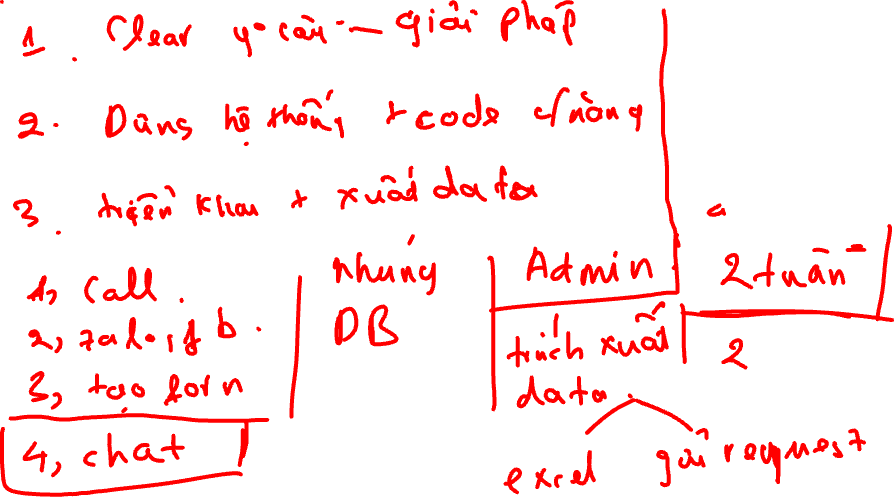 1. Clear y. cầu — giải pháp
2. Dùng hệ thống + code c/năng
3. triển khai + xuất data
1, Call.
2, zalo, fb.
3, tạo form
4, chat
nhúng
DB
Admin
2 tuần
trích xuất
data
2
excel
gửi request